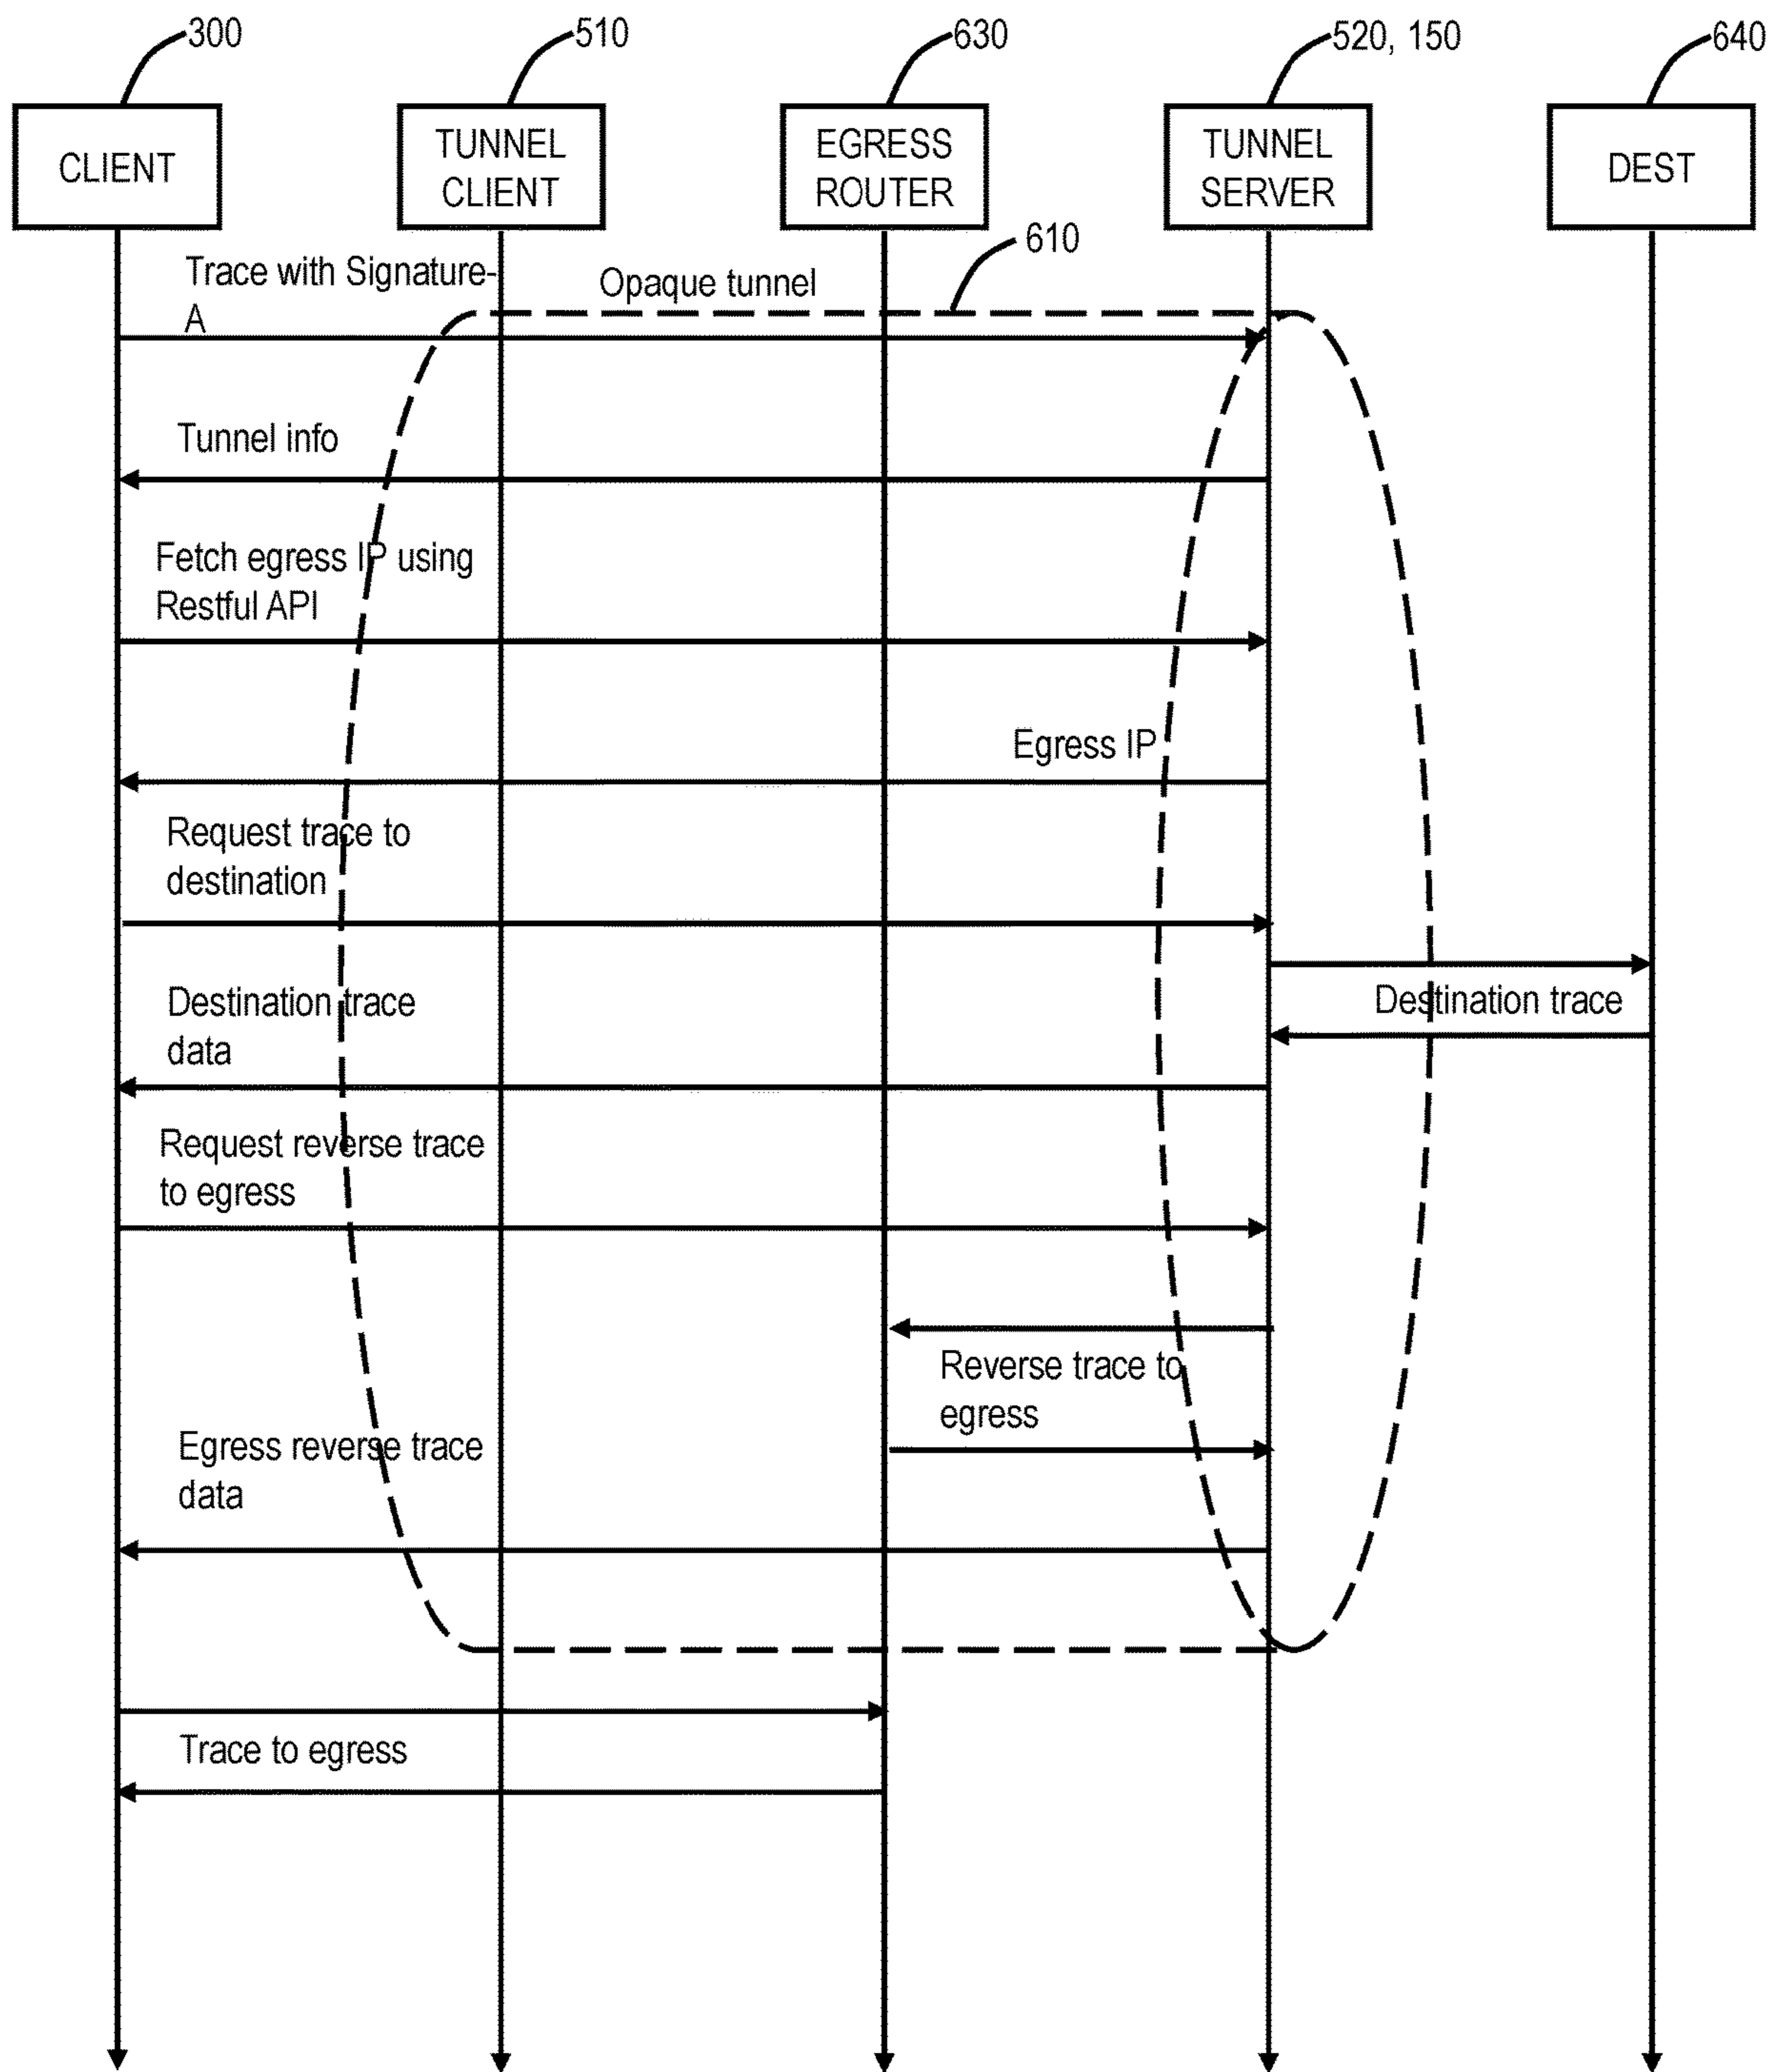 300
510
630
520, 150
640
CLIENT
TUNNEL
CLIENT
EGRESS
ROUTER
TUNNEL
SERVER
DEST
610
Trace with Signature-
A
Opaque tunnel
Tunnel info
Fetch egress IP using
Restful API
Egress IP
Request trace to
destination
Destination trace
data
Destination trace
Request reverse trace
to egress
Reverse trace to
egress
Egress reverse trace
data
Trace to egress